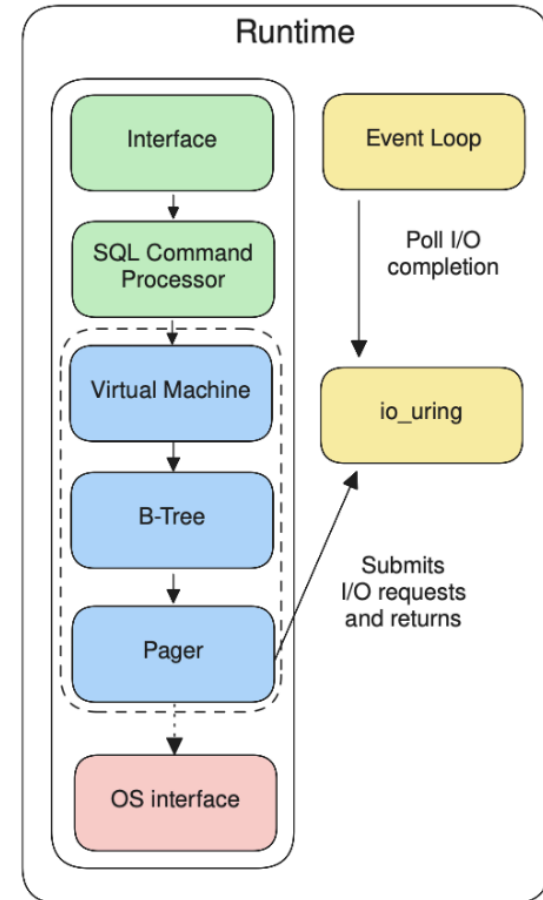 Runtime
Interface
SQL Command
Processor
Virtual Machine
B-Tree
Pager
OS interface
Event Loop
Poll I/O
completion
io_uring
Submits
I/O requests
and returns